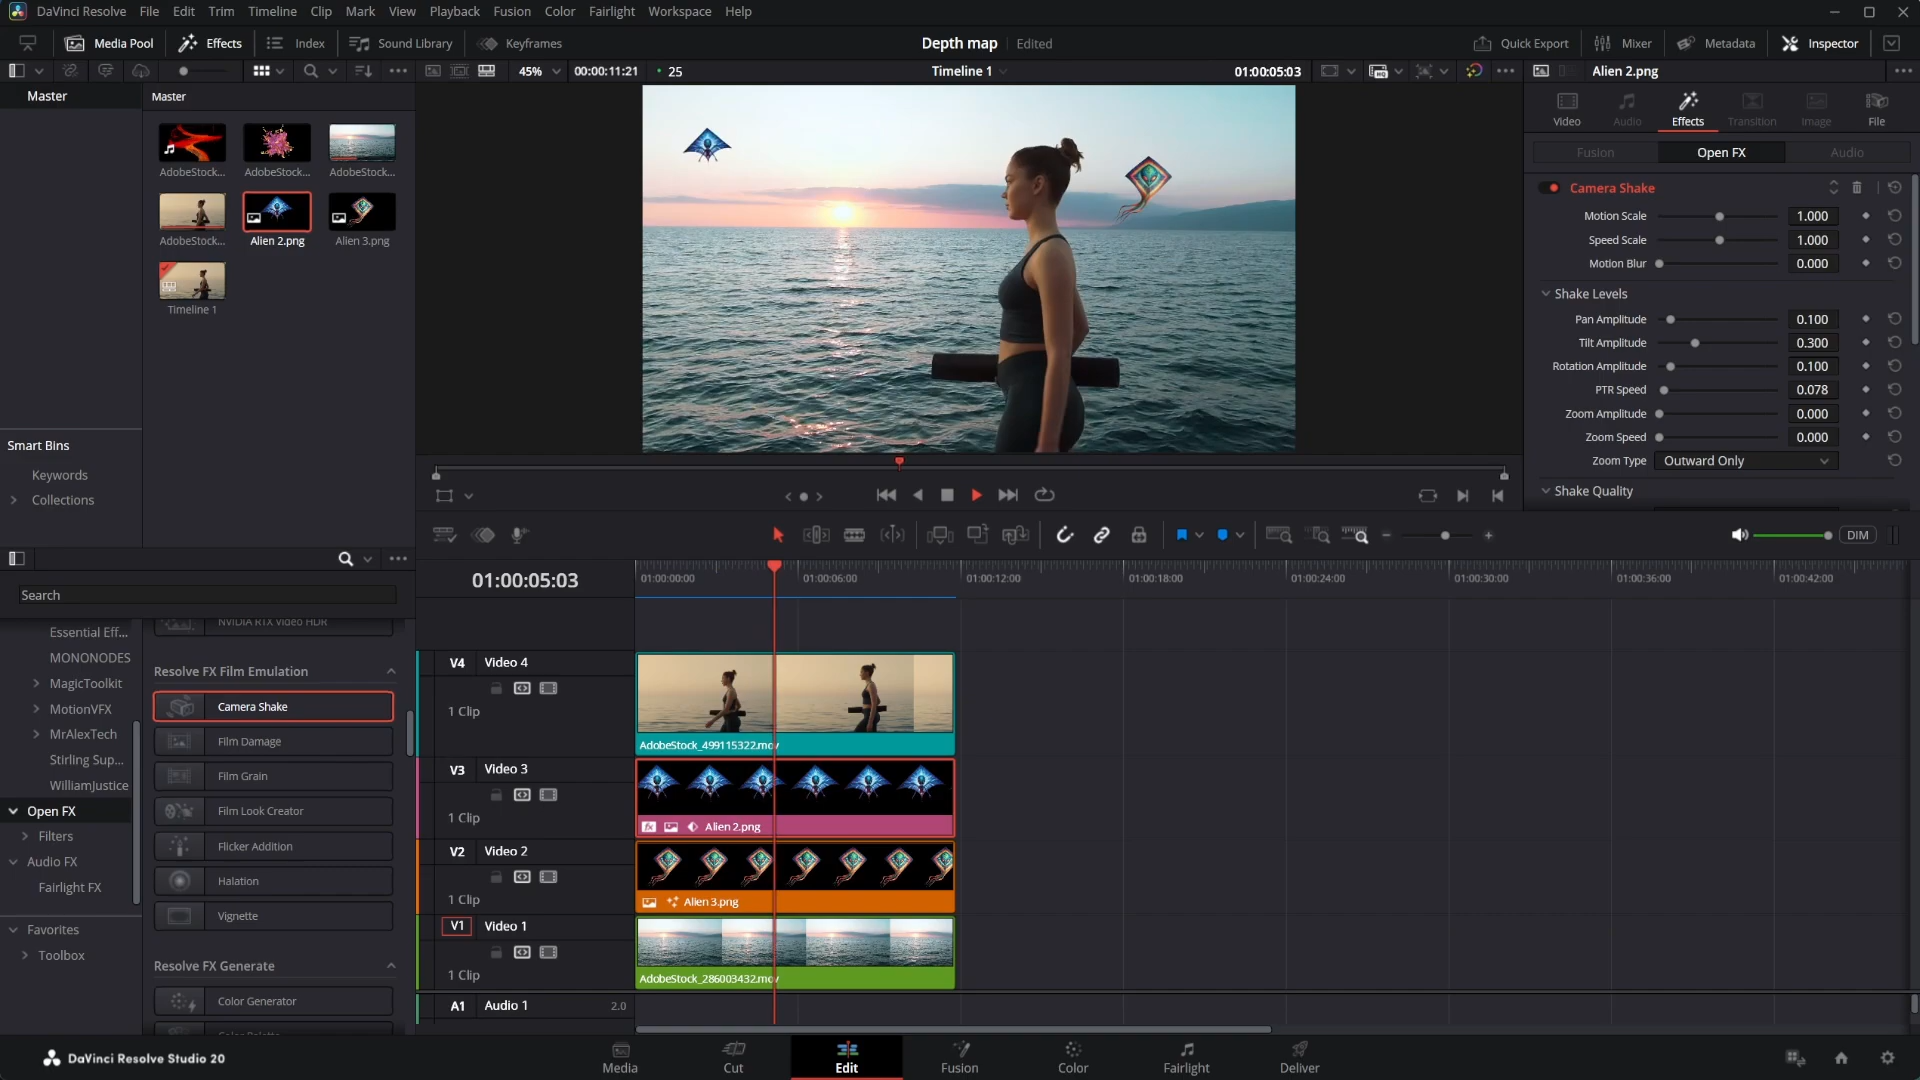 DaVinci Resolve File Edit Trim Timeline Clip Mark View Playback Fusion Color Fairlight Workspace Help
Media Pool Effects Index Sound Library Keyframes Depth map Edited Quick Export Mixer Metadata Inspector
45% 00:00:11:21 25 Timeline 1 01:00:05:03 Alien 2.png
Master Master
Video Audio Effects Transition Image File
Fusion Open FX Audio
AdobeStock... AdobeStock... AdobeStock...
AdobeStock... Alien 2.png Alien 3.png
Timeline 1
Camera Shake
Motion Scale 1.000
Speed Scale 1.000
Motion Blur 0.000
Shake Levels
Pan Amplitude 0.100
Tilt Amplitude 0.300
Rotation Amplitude 0.100
PTR Speed 0.078
Zoom Amplitude 0.000
Zoom Speed 0.000
Zoom Type Outward Only
Shake Quality
Smart Bins
Keywords
Collections
DIM
Search
Essential Eff...
MONONODES
MagicToolkit
MotionVFX
MrAlexTech
Stirling Sup...
WilliamJustice
Open FX
Filters
Audio FX
Fairlight FX
Favorites
Toolbox
NVIDIA RTX Video HDR
Resolve FX Film Emulation
Camera Shake
Film Damage
Film Grain
Film Look Creator
Flicker Addition
Halation
Vignette
Resolve FX Generate
Color Generator
01:00:05:03
01:00:00:00 01:00:06:00 01:00:12:00 01:00:18:00 01:00:24:00 01:00:30:00 01:00:36:00 01:00:42:00
V4 Video 4
1 Clip
AdobeStock_499115322.mov
V3 Video 3
1 Clip
Alien 2.png
V2 Video 2
1 Clip
Alien 3.png
V1 Video 1
1 Clip
AdobeStock_286003432.mov
A1 Audio 1 2.0
DaVinci Resolve Studio 20
Media Cut Edit Fusion Color Fairlight Deliver